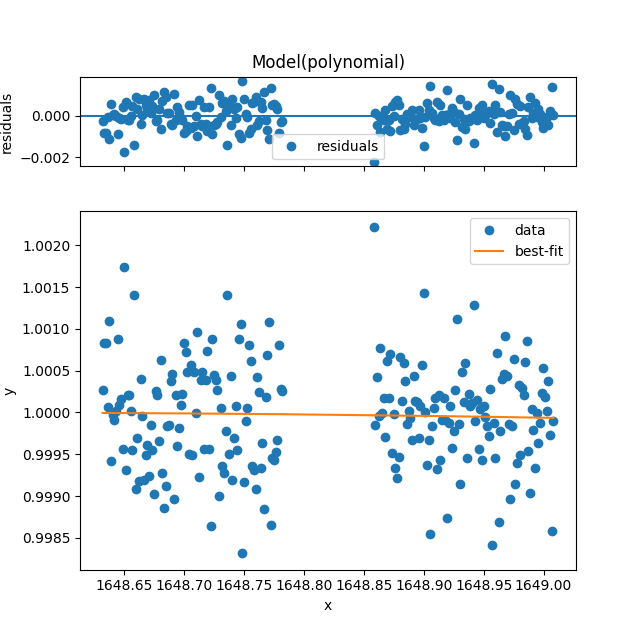 Model(polynomial)
residuals
0.000
−0.002
residuals
y
1.0020
1.0015
1.0010
1.0005
1.0000
0.9995
0.9990
0.9985
data
best-fit
1648.65 1648.70 1648.75 1648.80 1648.85 1648.90 1648.95 1649.00
x